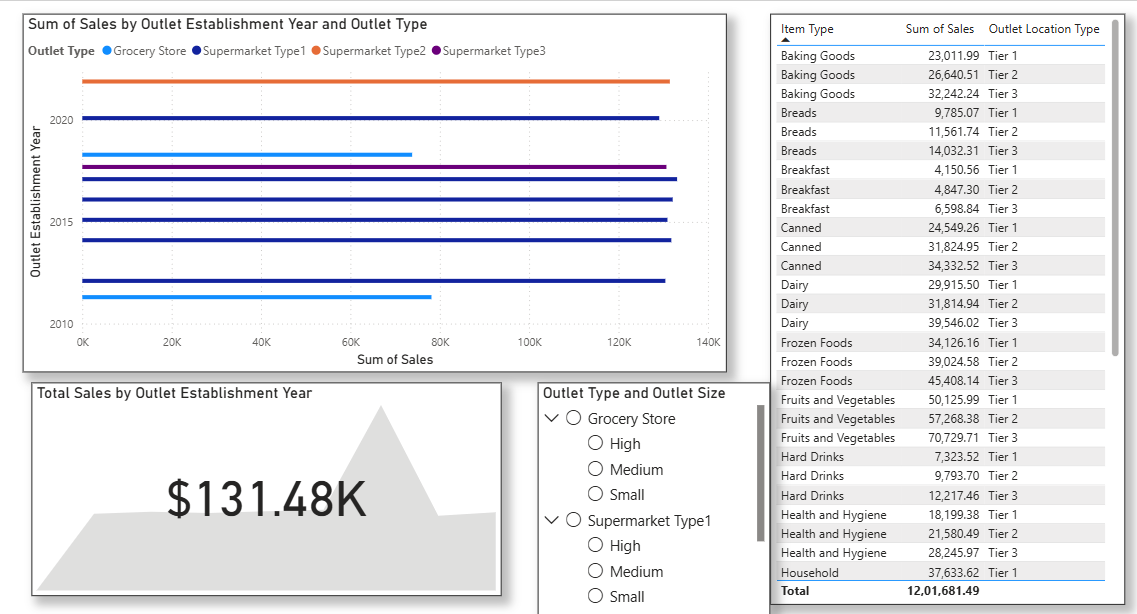 Sum of Sales by Outlet Establishment Year and Outlet Type
Outlet Type Grocery Store Supermarket Type1 Supermarket Type2 Supermarket Type3
Outlet Establishment Year
2020
2015
2010
0K 20K 40K 60K 80K 100K 120K 140K
Sum of Sales
Total Sales by Outlet Establishment Year
$131.48K
Outlet Type and Outlet Size
Grocery Store
High
Medium
Small
Supermarket Type1
High
Medium
Small
Item Type Sum of Sales Outlet Location Type
Baking Goods 23,011.99 Tier 1
Baking Goods 26,640.51 Tier 2
Baking Goods 32,242.24 Tier 3
Breads 9,785.07 Tier 1
Breads 11,561.74 Tier 2
Breads 14,032.31 Tier 3
Breakfast 4,150.56 Tier 1
Breakfast 4,847.30 Tier 2
Breakfast 6,598.84 Tier 3
Canned 24,549.26 Tier 1
Canned 31,824.95 Tier 2
Canned 34,332.52 Tier 3
Dairy 29,915.50 Tier 1
Dairy 31,814.94 Tier 2
Dairy 39,546.02 Tier 3
Frozen Foods 34,126.16 Tier 1
Frozen Foods 39,024.58 Tier 2
Frozen Foods 45,408.14 Tier 3
Fruits and Vegetables 50,125.99 Tier 1
Fruits and Vegetables 57,268.38 Tier 2
Fruits and Vegetables 70,729.71 Tier 3
Hard Drinks 7,323.52 Tier 1
Hard Drinks 9,793.70 Tier 2
Hard Drinks 12,217.46 Tier 3
Health and Hygiene 18,199.38 Tier 1
Health and Hygiene 21,580.49 Tier 2
Health and Hygiene 28,245.97 Tier 3
Household 37,633.62 Tier 1
Total 12,01,681.49